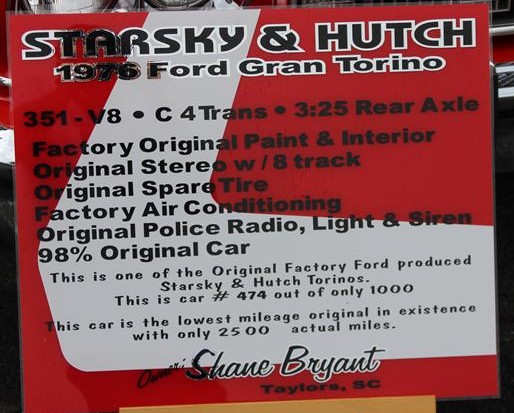 STARSKY & HUTCH
1976 Ford Gran Torino
351 - V8 • C 4 Trans • 3:25 Rear Axle
Factory Original Paint & Interior
Original Stereo w / 8 track
Original Spare Tire
Factory Air Conditioning
Original Police Radio, Light & Siren
98% Original Car
This is one of the Original Factory Ford produced
Starsky & Hutch Torinos.
This is car # 474 out of only 1000
This car is the lowest mileage original in existence
with only 2500 actual miles.
Owner: Shane Bryant
Taylors, SC